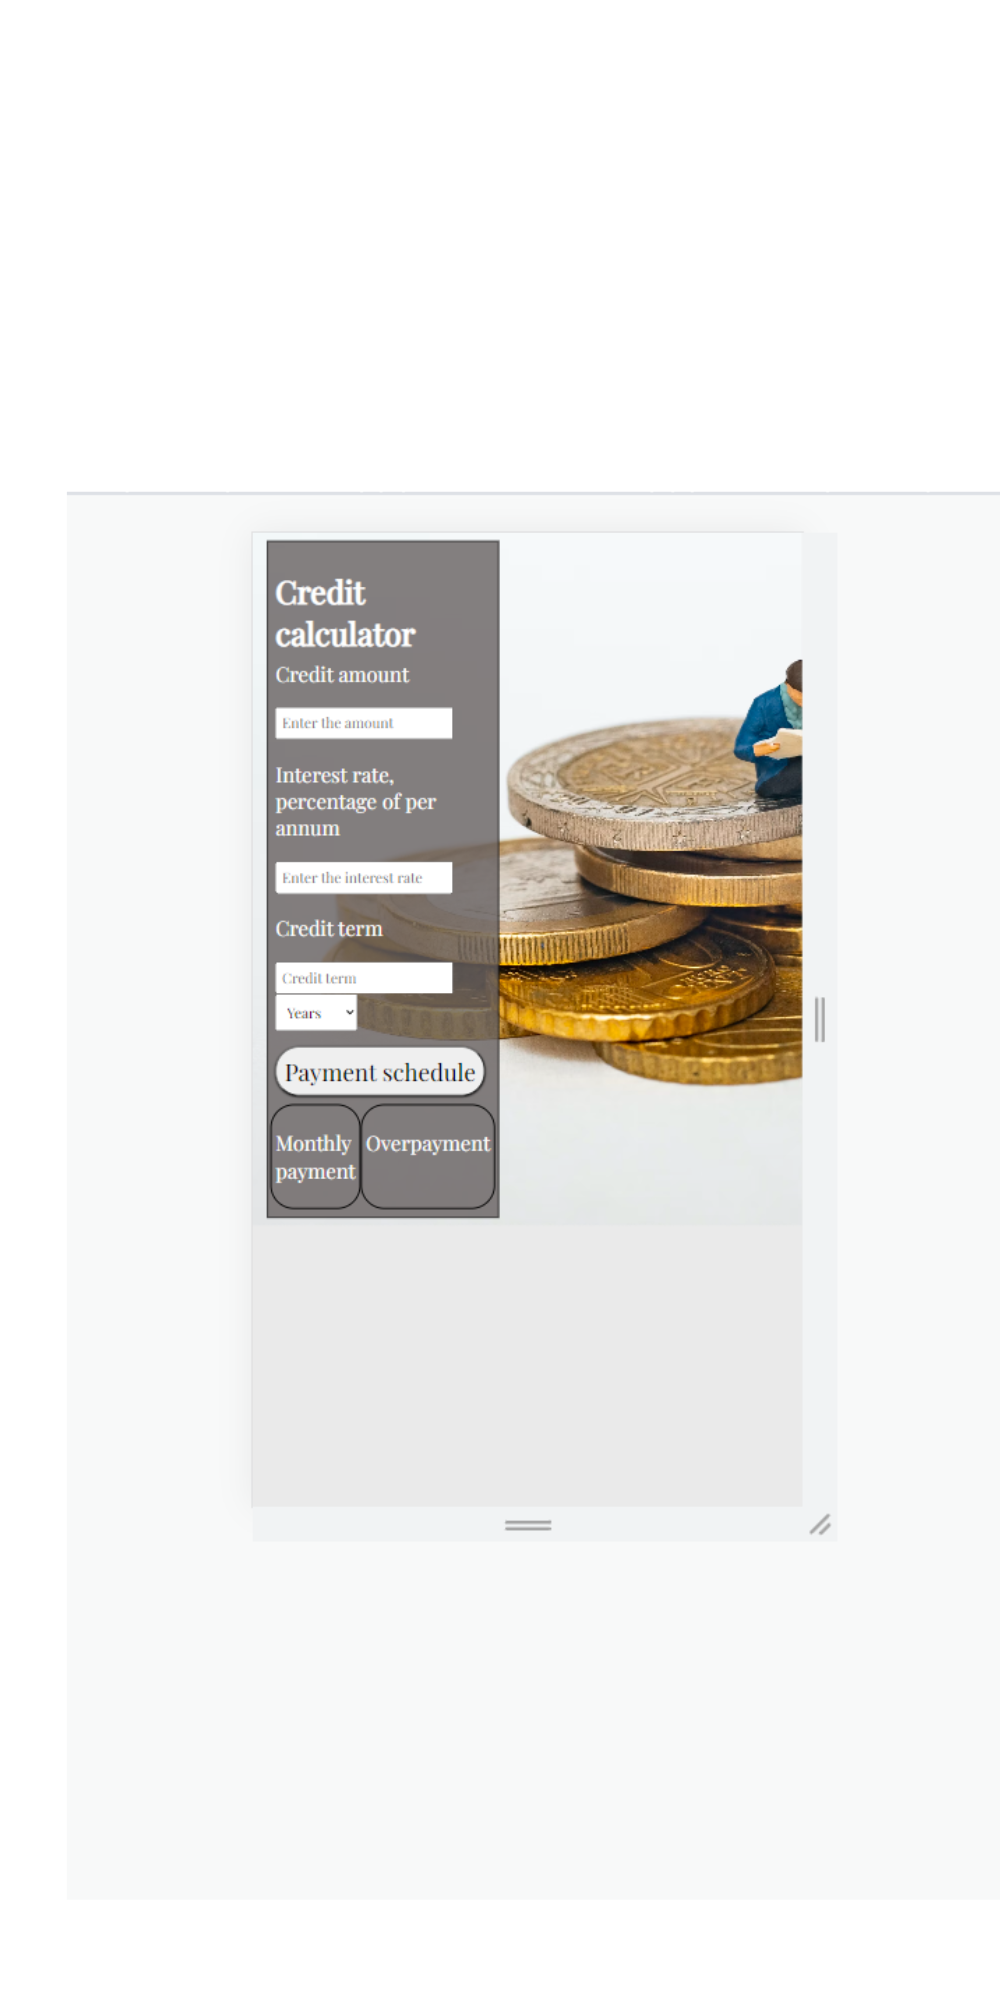 Credit
calculator
Credit amount
Enter the amount
Interest rate,
percentage of per
annum
Enter the interest rate
Credit term
Credit term
Years
Payment schedule
Monthly
payment
Overpayment